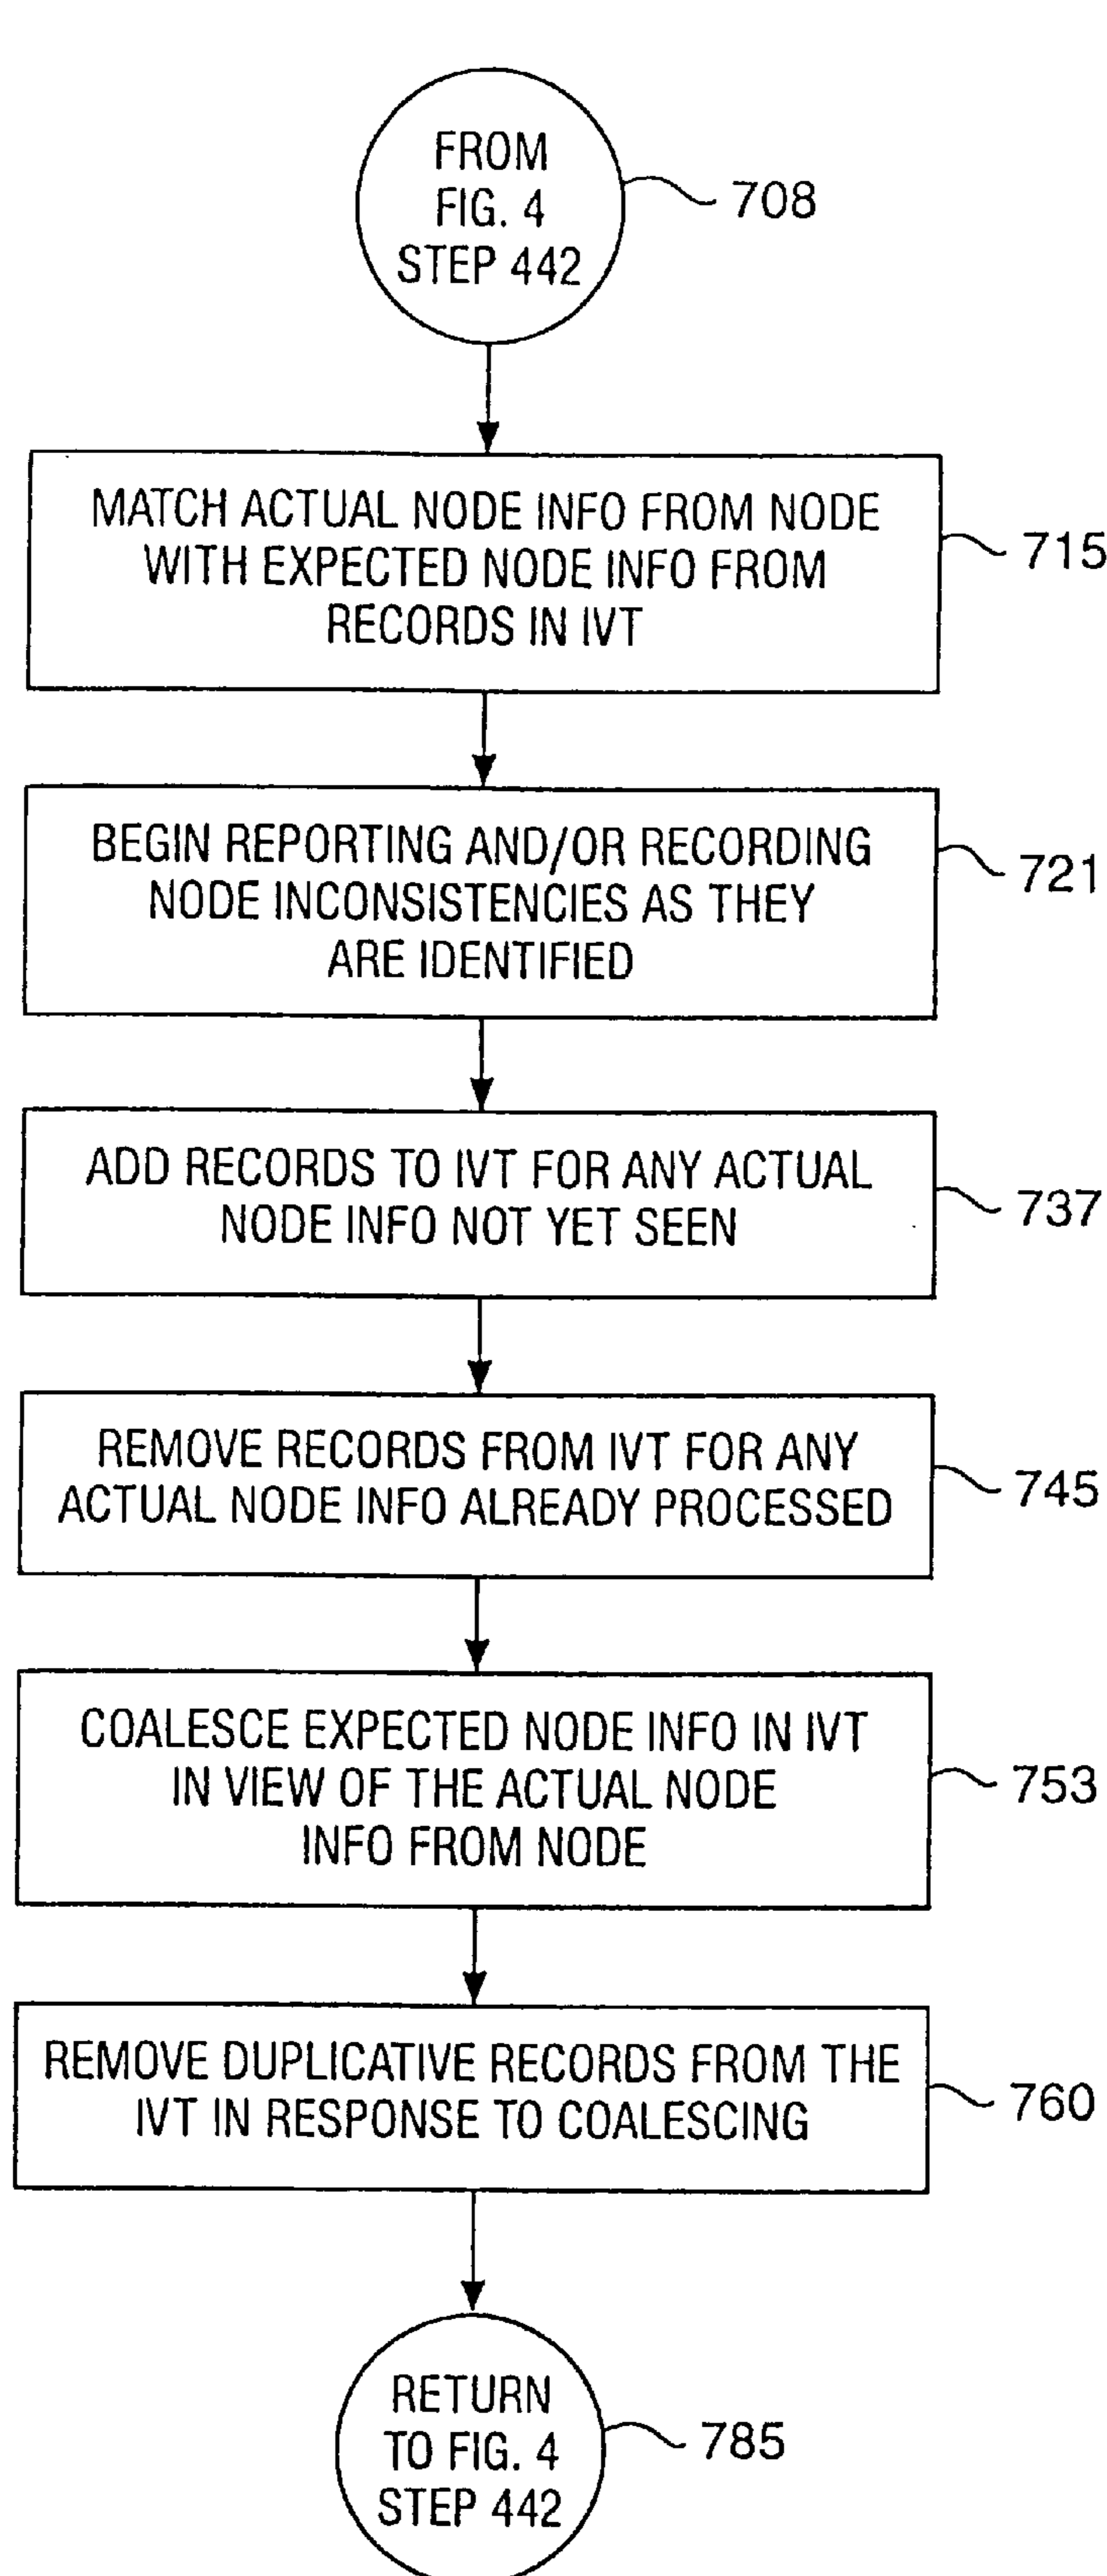 FROM
FIG. 4
STEP 442
708
MATCH ACTUAL NODE INFO FROM NODE
WITH EXPECTED NODE INFO FROM
RECORDS IN IVT
715
BEGIN REPORTING AND/OR RECORDING
NODE INCONSISTENCIES AS THEY
ARE IDENTIFIED
721
ADD RECORDS TO IVT FOR ANY ACTUAL
NODE INFO NOT YET SEEN
737
REMOVE RECORDS FROM IVT FOR ANY
ACTUAL NODE INFO ALREADY PROCESSED
745
COALESCE EXPECTED NODE INFO IN IVT
IN VIEW OF THE ACTUAL NODE
INFO FROM NODE
753
REMOVE DUPLICATIVE RECORDS FROM THE
IVT IN RESPONSE TO COALESCING
760
RETURN
TO FIG. 4
STEP 442
785